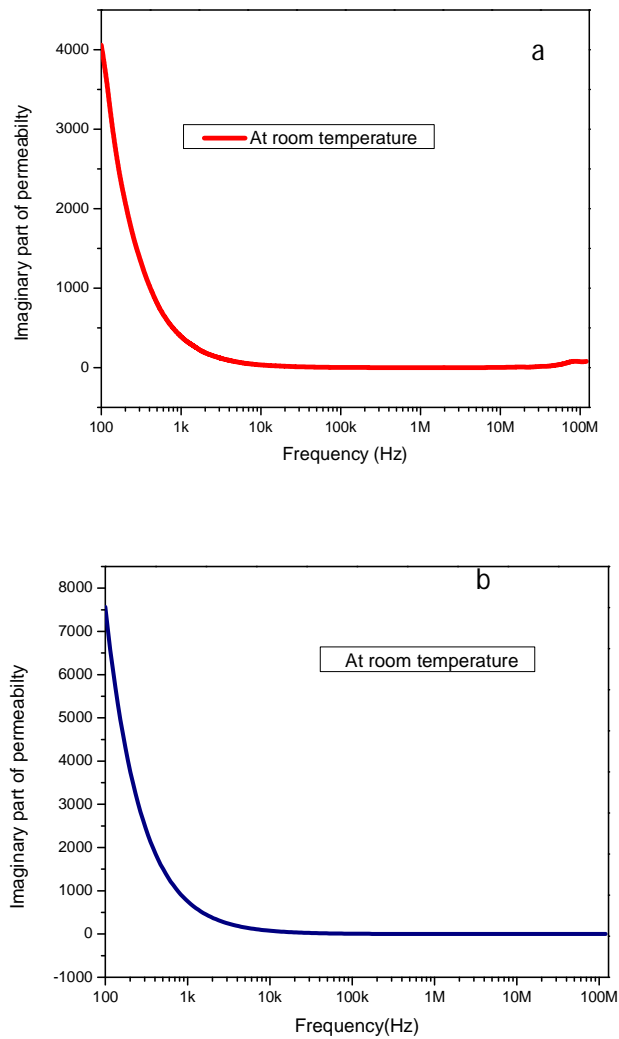 a
4000
3000
2000
1000
0
Imaginary part of permeabilty
At room temperature
100
1k
10k
100k
1M
10M
100M
Frequency (Hz)
b
8000
7000
6000
5000
4000
3000
2000
1000
0
-1000
Imaginary part of permeabilty
At room temperature
100
1k
10k
100k
1M
10M
100M
Frequency(Hz)